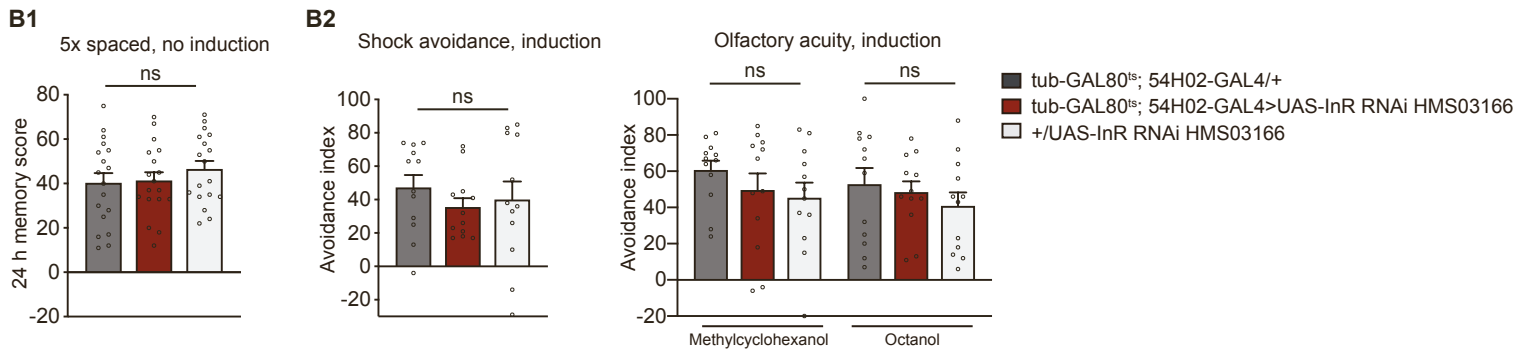 B1
5x spaced, no induction
ns
24 h memory score
80
60
40
20
0
-20
B2
Shock avoidance, induction
ns
Avoidance index
100
80
60
40
20
0
-20
Olfactory acuity, induction
ns
ns
Avoidance index
100
80
60
40
20
0
-20
Methylcyclohexanol
Octanol
tub-GAL80ts; 54H02-GAL4/+
tub-GAL80ts; 54H02-GAL4>UAS-InR RNAi HMS03166
+/UAS-InR RNAi HMS03166